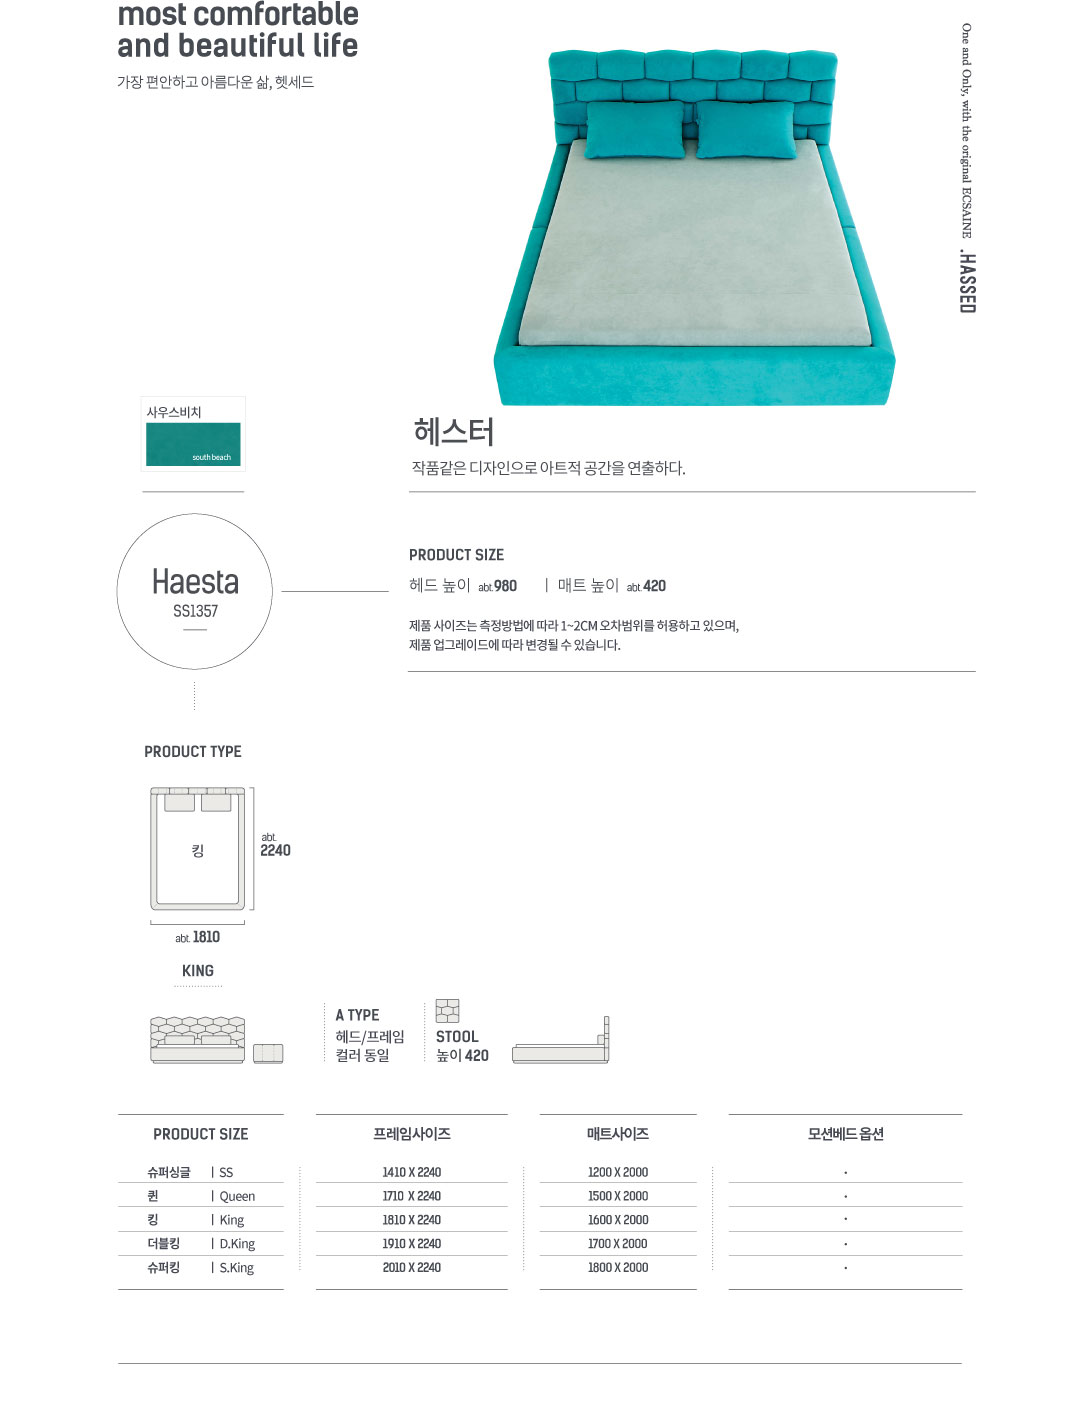 most comfortable
and beautiful life
가장 편안하고 아름다운 삶, 헷세드
One and Only, with the original ECSAINE .HASSED
사우스비치
south beach
헤스터
작품같은 디자인으로 아트적 공간을 연출하다.
Haesta
SS1357
PRODUCT SIZE
헤드 높이 abt.980 | 매트 높이 abt.420
제품 사이즈는 측정방법에 따라 1~2CM 오차범위를 허용하고 있으며,
제품 업그레이드에 따라 변경될 수 있습니다.
PRODUCT TYPE
킹
abt.
2240
abt. 1810
KING
A TYPE
헤드/프레임
컬러 동일
STOOL
높이 420
PRODUCT SIZE 프레임사이즈 매트사이즈 모션베드 옵션
슈퍼싱글 | SS 1410 X 2240 1200 X 2000 ·
퀸 | Queen 1710 X 2240 1500 X 2000 ·
킹 | King 1810 X 2240 1600 X 2000 ·
더블킹 | D.King 1910 X 2240 1700 X 2000 ·
슈퍼킹 | S.King 2010 X 2240 1800 X 2000 ·